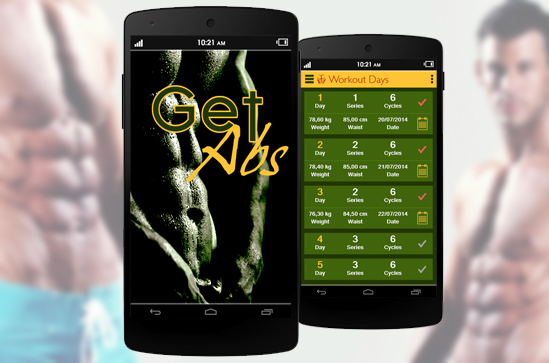 10:21 AM
Get
Abs
10:21 AM
Workout Days
1 1 6
Day Series Cycles
78,60 kg 85,00 cm 20/07/2014
Weight Waist Date
2 2 6
Day Series Cycles
78,40 kg 85,00 cm 21/07/2014
Weight Waist Date
3 2 6
Day Series Cycles
76,30 kg 84,50 cm 22/07/2014
Weight Waist Date
4 3 6
Day Series Cycles
5 3 6
Day Series Cycles